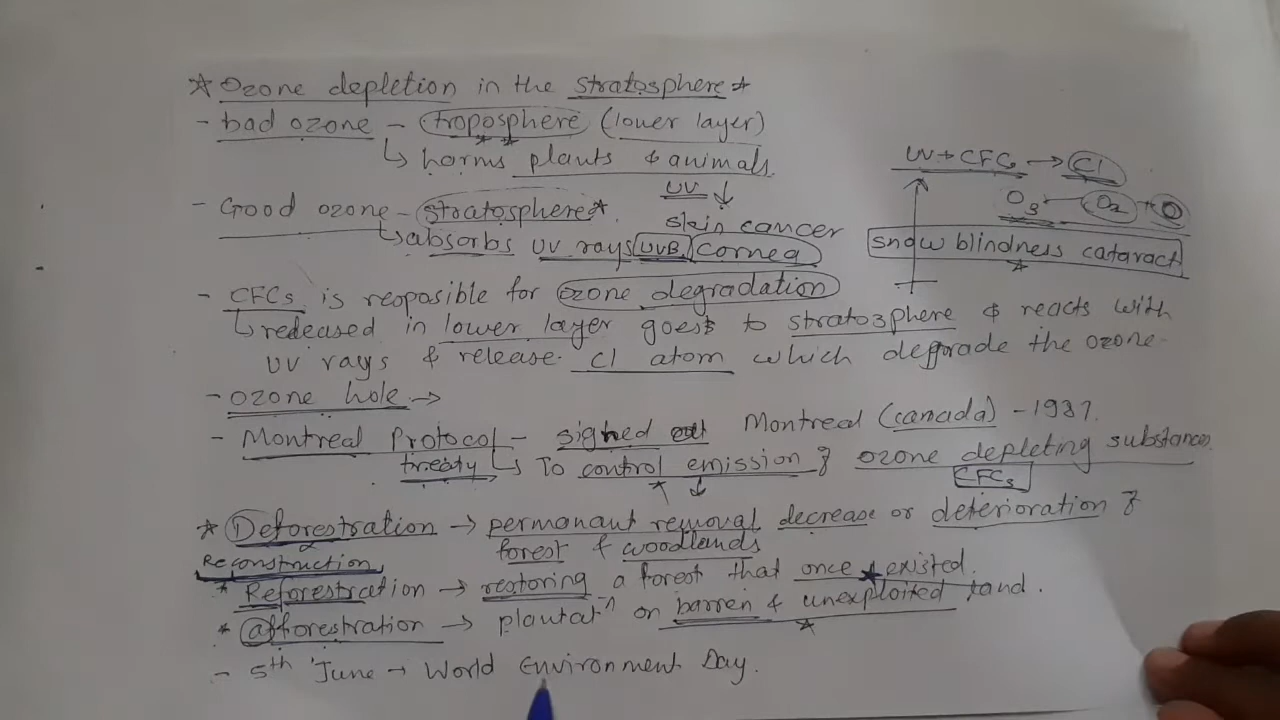 ☆ Ozone depletion in the stratosphere ☆
- bad ozone - troposphere (lower layer)
↳ harms plants & animals
UV + CFCs → Cl
O3 O2 + O
UV ↓
- Good ozone - stratosphere
skin cancer
↳ absorbs UV rays UVB Cornea
snow blindness cataract
- CFCs is reoposible for ozone degradation
↳ redeased in lower layer goes to stratosphere & reacts with
UV rays & release Cl atom which degrade the ozone
- ozone hole →
- Montreal Protocol - signed Montreal (canada) - 1987.
treaty ↳ To control emission of ozone depleting substances
CFCs
* Deforestration → permanant removal decrease or deterioration of
forest & woodlands
Reconstruction
* Reforestration → restoring a forest that once existed.
* afforestration → plantatn on barren & unexploited land.
- 5th June → World Environment Day.